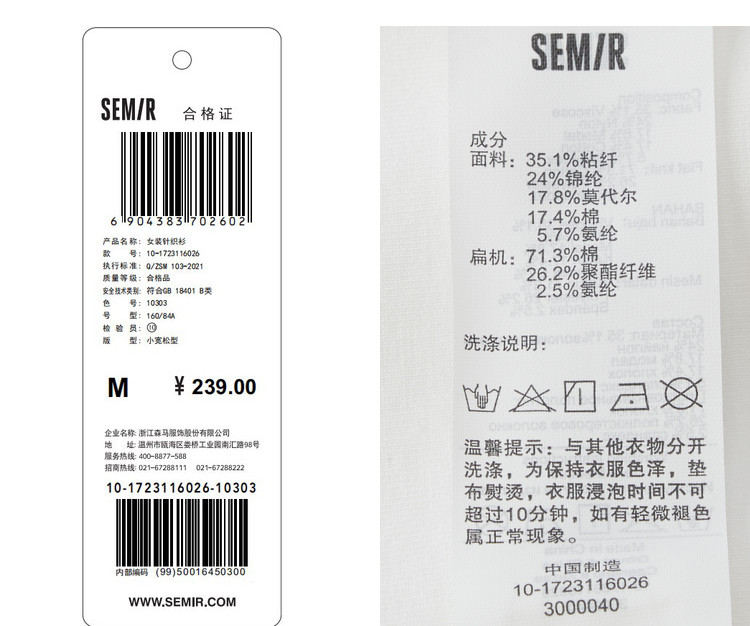 SEMIR
合格证
6 904383 702602
产品名称: 女装针织衫
款 号: 10-1723116026
执行标准: Q/ZSM 103-2021
质量等级: 合格品
安全技术类别: 符合GB 18401 B类
色 号: 10303
号 型: 160/84A
检 验 员: ⑩
版 型: 小宽松型
M ¥ 239.00
企业名称: 浙江森马服饰股份有限公司
地 址: 温州市瓯海区娄桥工业园南汇路98号
服务热线: 400-8877-588
招商热线: 021-67288111 021-67288222
10-1723116026-10303
内部编码 (99)50016450300
WWW.SEMIR.COM
SEMIR
成分
面料: 35.1%粘纤
24%锦纶
17.8%莫代尔
17.4%棉
5.7%氨纶
扁机: 71.3%棉
26.2%聚酯纤维
2.5%氨纶
洗涤说明:
温馨提示: 与其他衣物分开
洗涤，为保持衣服色泽，垫
布熨烫，衣服浸泡时间不可
超过10分钟，如有轻微褪色
属正常现象。
中国制造
10-1723116026
3000040